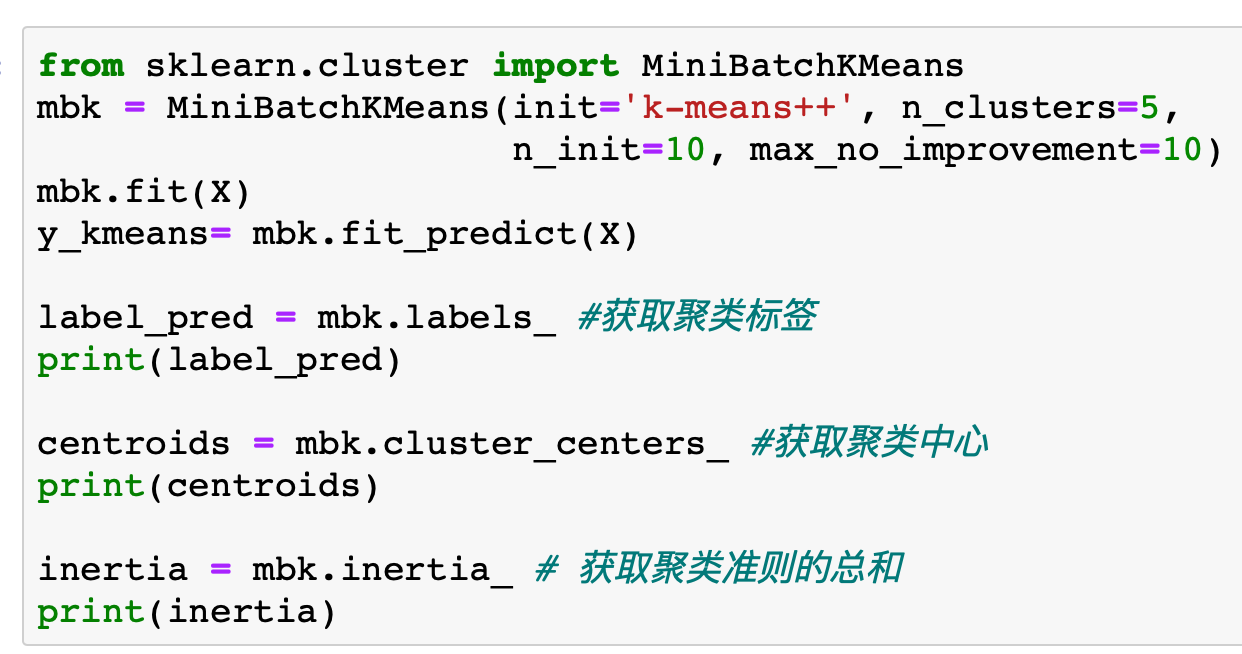 from sklearn.cluster import MiniBatchKMeans
mbk = MiniBatchKMeans(init='k-means++', n_clusters=5,
n_init=10, max_no_improvement=10)
mbk.fit(X)
y_kmeans= mbk.fit_predict(X)
label_pred = mbk.labels_ #获取聚类标签
print(label_pred)
centroids = mbk.cluster_centers_ #获取聚类中心
print(centroids)
inertia = mbk.inertia_ # 获取聚类准则的总和
print(inertia)